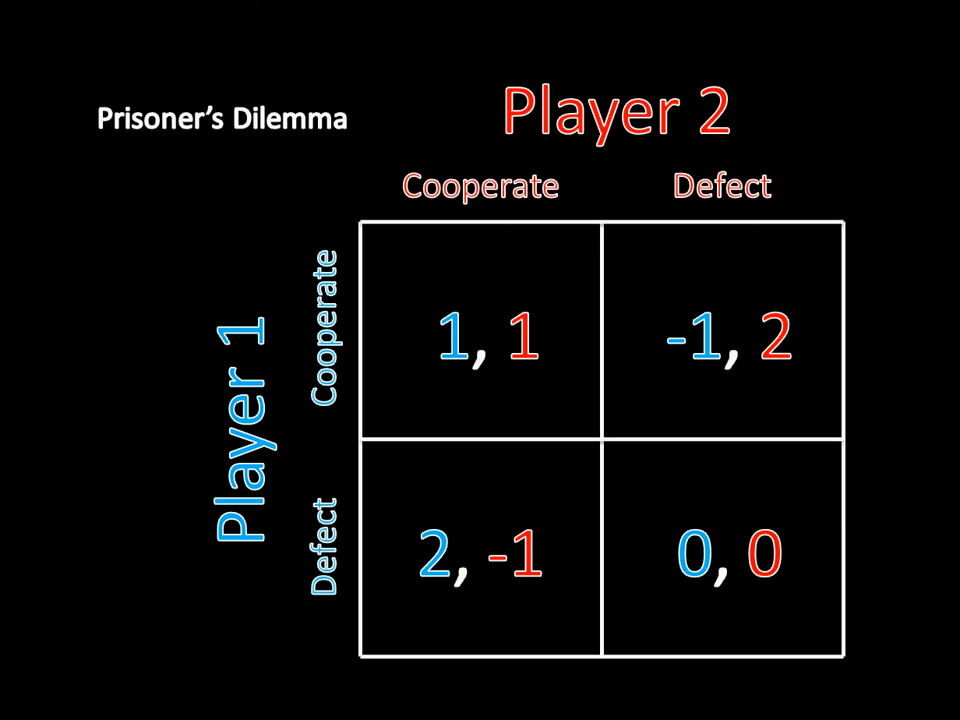 Prisoner’s Dilemma
Player 2
Cooperate
Defect
Player 1
Cooperate
1, 1
-1, 2
Defect
2, -1
0, 0